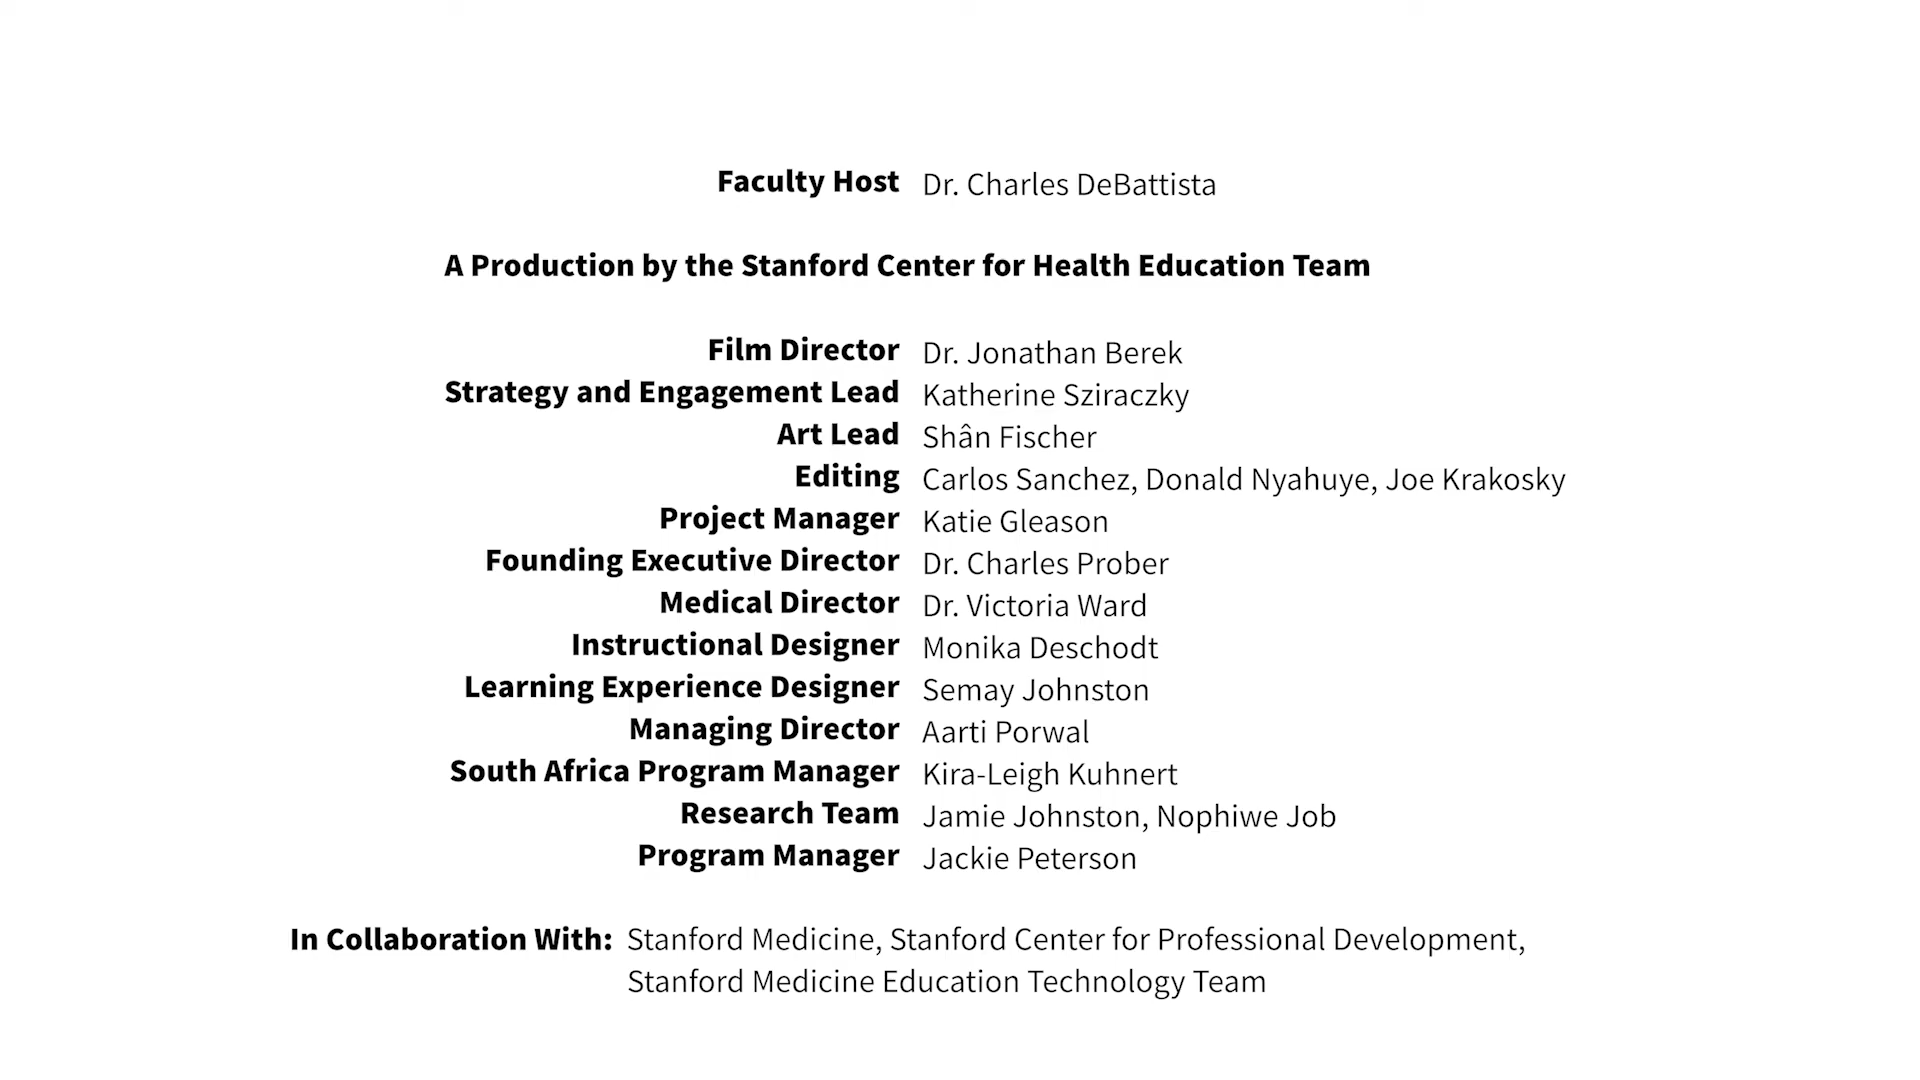 Faculty Host Dr. Charles DeBattista
A Production by the Stanford Center for Health Education Team
Film Director Dr. Jonathan Berek
Strategy and Engagement Lead Katherine Sziraczky
Art Lead Shân Fischer
Editing Carlos Sanchez, Donald Nyahuye, Joe Krakosky
Project Manager Katie Gleason
Founding Executive Director Dr. Charles Prober
Medical Director Dr. Victoria Ward
Instructional Designer Monika Deschodt
Learning Experience Designer Semay Johnston
Managing Director Aarti Porwal
South Africa Program Manager Kira-Leigh Kuhnert
Research Team Jamie Johnston, Nophiwe Job
Program Manager Jackie Peterson
In Collaboration With: Stanford Medicine, Stanford Center for Professional Development,
Stanford Medicine Education Technology Team